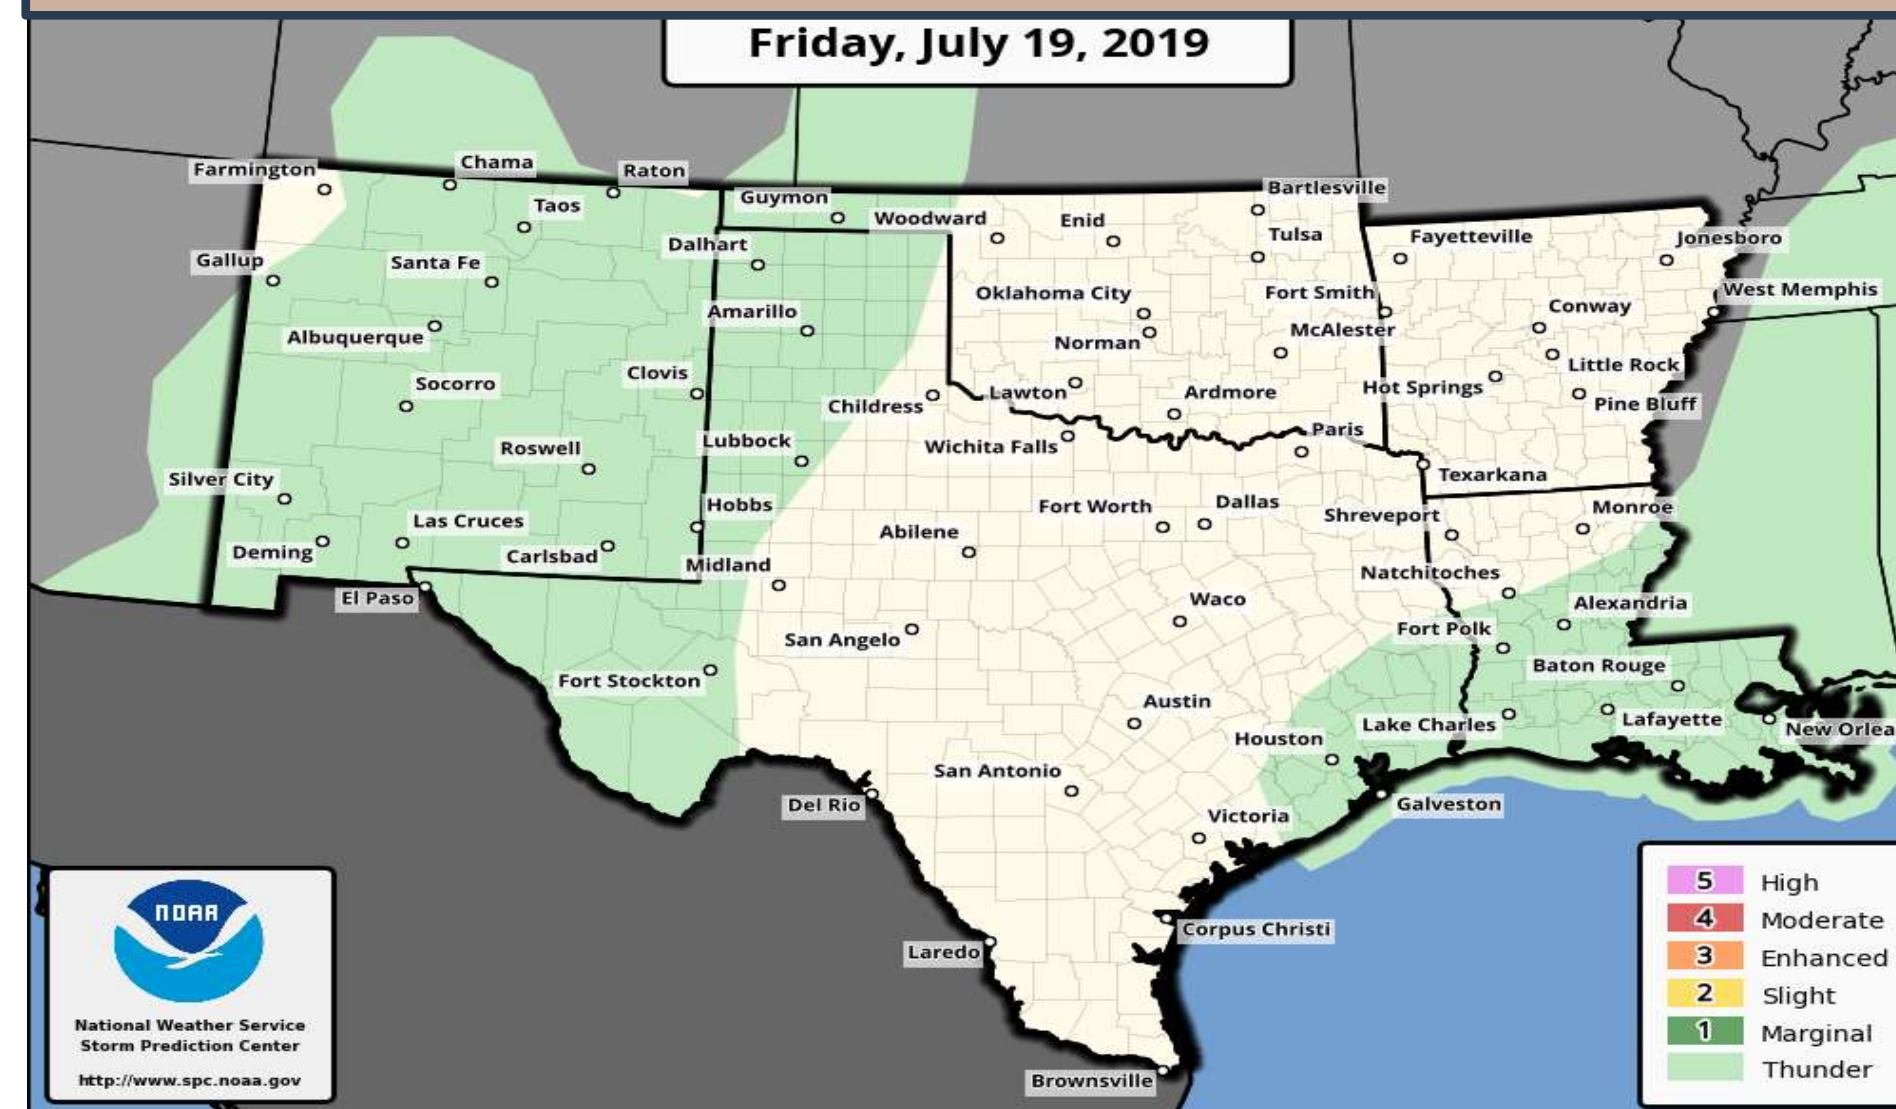 Friday, July 19, 2019
Farmington
Chama
Raton
Taos
Guymon
Woodward
Enid
Bartlesville
Tulsa
Fayetteville
Jonesboro
Gallup
Santa Fe
Dalhart
Oklahoma City
Fort Smith
Conway
West Memphis
Albuquerque
Amarillo
Norman
McAlester
Little Rock
Socorro
Clovis
Childress
Lawton
Ardmore
Hot Springs
Pine Bluff
Roswell
Lubbock
Wichita Falls
Paris
Texarkana
Silver City
Las Cruces
Hobbs
Abilene
Fort Worth
Dallas
Shreveport
Monroe
Deming
Carlsbad
Midland
Natchitoches
El Paso
San Angelo
Waco
Fort Polk
Alexandria
Fort Stockton
Austin
Baton Rouge
Houston
Lake Charles
Lafayette
New Orlea
Del Rio
San Antonio
Victoria
Galveston
Laredo
Corpus Christi
Brownsville
NOAA
National Weather Service
Storm Prediction Center
http://www.spc.noaa.gov
5 High
4 Moderate
3 Enhanced
2 Slight
1 Marginal
Thunder